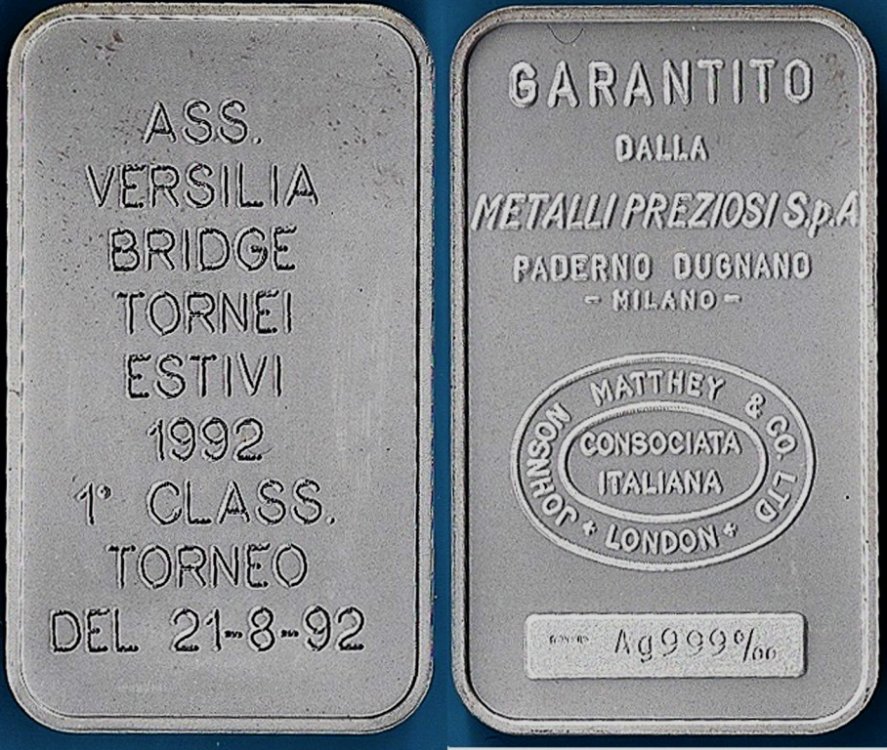 ASS.
VERSILIA
BRIDGE
TORNEI
ESTIVI
1992
1° CLASS.
TORNEO
DEL 21-8-92
GARANTITO
DALLA
METALLI PREZIOSI S.p.A
PADERNO DUGNANO
- MILANO -
JOHNSON MATTHEY & CO. LTD
CONSOCIATA
ITALIANA
+ LONDON +
Ag999‰